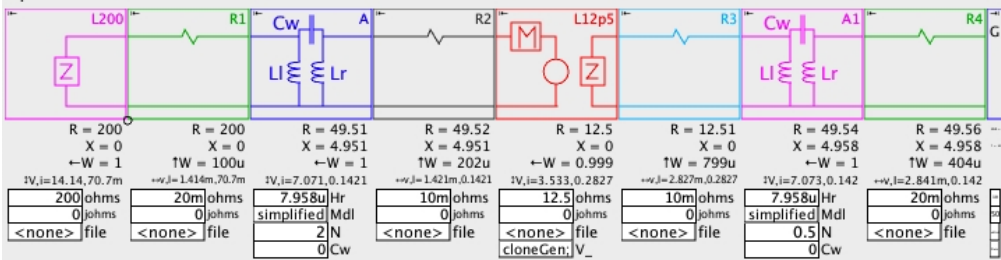 L200 R1 Cw A R2 L12p5 R3 Cw A1 R4 G
Z Ll Lr M Z Ll Lr
R = 200 R = 200 R = 49.51 R = 49.52 R = 12.5 R = 12.51 R = 49.54 R = 49.56
X = 0 X = 0 X = 4.951 X = 4.951 X = 0 X = 0 X = 4.958 X = 4.958
←W = 1 ↑W = 100u ←W = 1 ↑W = 202u ←W = 0.999 ↑W = 799u ←W = 1 ↑W = 404u
↕V,i=14.14,70.7m ↔v,I=1.414m,70.7m ↕V,i=7.071,0.1421 ↔v,I=1.421m,0.1421 ↕V,i=3.533,0.2827 ↔v,I=2.827m,0.2827 ↕V,i=7.073,0.142 ↔v,I=2.841m,0.142
200 ohms 20m ohms 7.958u Hr 10m ohms 12.5 ohms 10m ohms 7.958u Hr 20m ohms
0 johms 0 johms simplified Mdl 0 johms 0 johms 0 johms simplified Mdl 0 johms
<none> file <none> file 2 N <none> file <none> file <none> file 0.5 N <none> file
0 Cw cloneGen; V_ 0 Cw